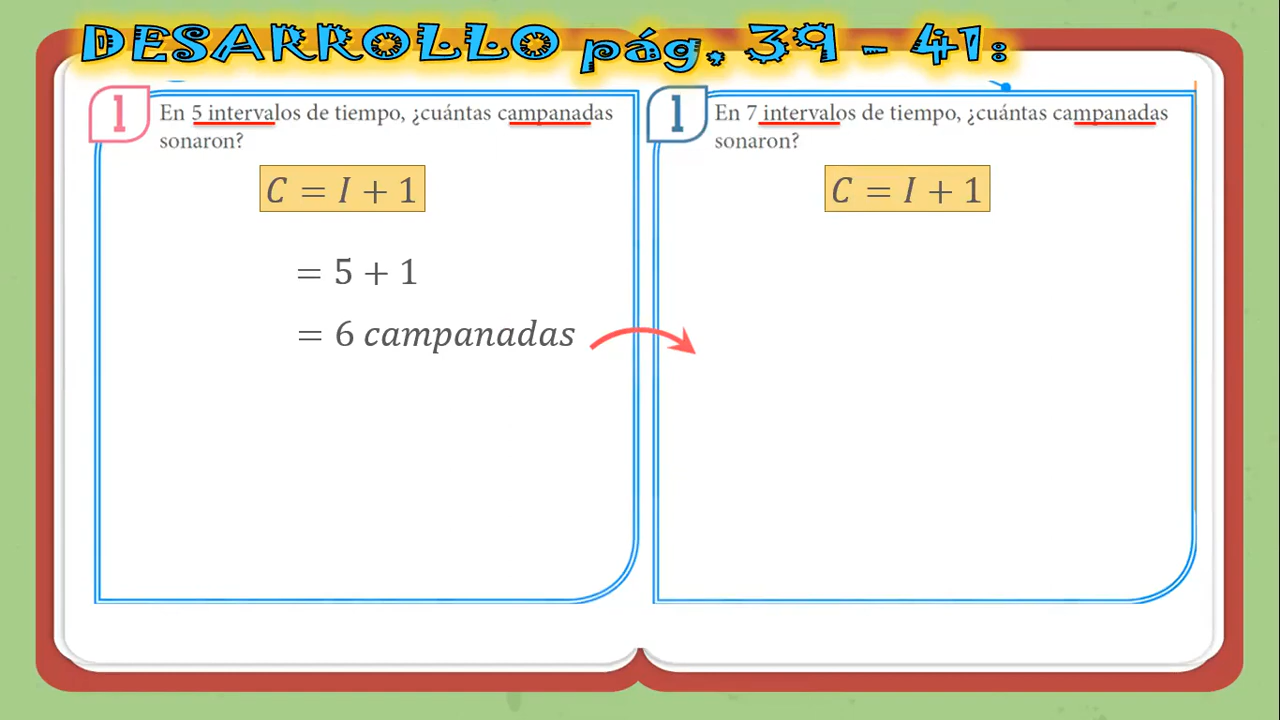 DESARROLLO pág. 39 - 41:
1
En 5 intervalos de tiempo, ¿cuántas campanadas
sonaron?
C = I + 1
= 5 + 1
= 6 campanadas
1
En 7 intervalos de tiempo, ¿cuántas campanadas
sonaron?
C = I + 1